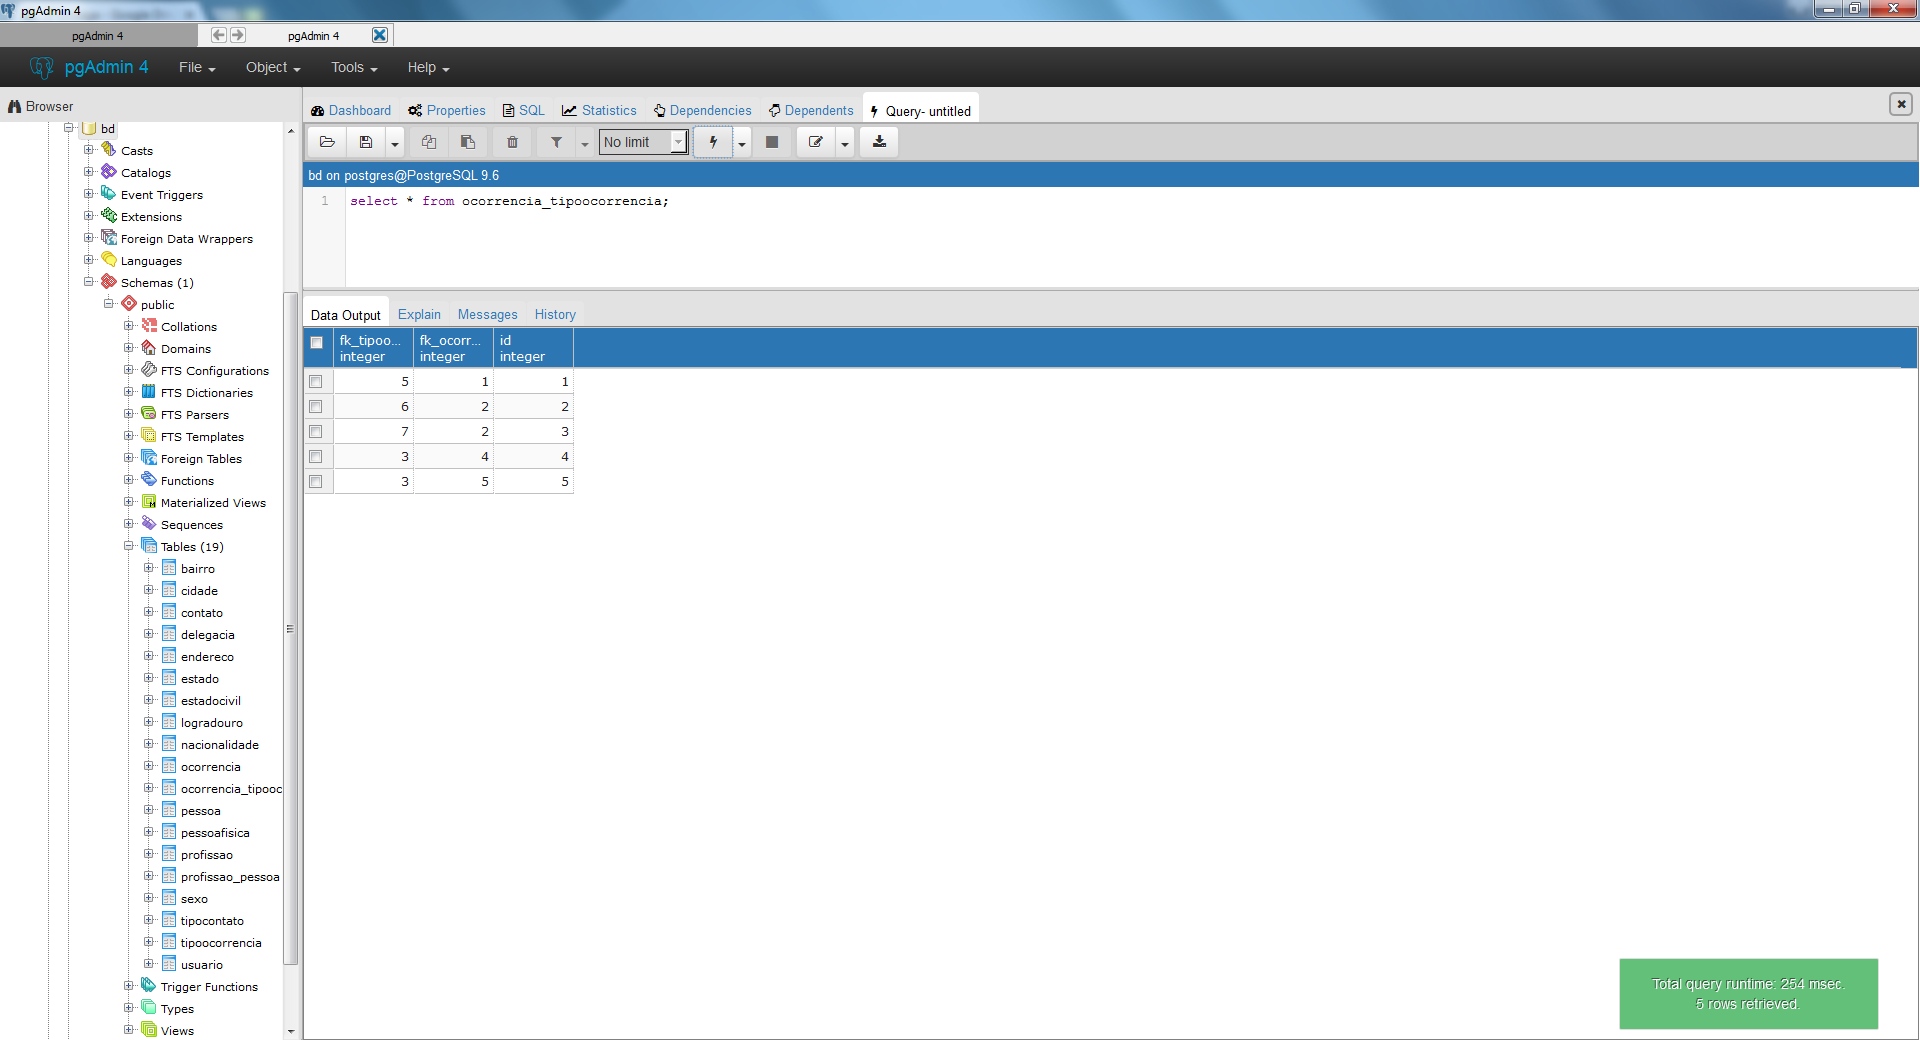 pgAdmin 4
pgAdmin 4
pgAdmin 4
pgAdmin 4
File
Object
Tools
Help
Browser
Dashboard
Properties
SQL
Statistics
Dependencies
Dependents
Query- untitled
No limit
bd on postgres@PostgreSQL 9.6
1 select * from ocorrencia_tipoocorrencia;
bd
Casts
Catalogs
Event Triggers
Extensions
Foreign Data Wrappers
Languages
Schemas (1)
public
Collations
Domains
FTS Configurations
FTS Dictionaries
FTS Parsers
FTS Templates
Foreign Tables
Functions
Materialized Views
Sequences
Tables (19)
bairro
cidade
contato
delegacia
endereco
estado
estadocivil
logradouro
nacionalidade
ocorrencia
ocorrencia_tipooc
pessoa
pessoafisica
profissao
profissao_pessoa
sexo
tipocontato
tipoocorrencia
usuario
Trigger Functions
Types
Views
Data Output
Explain
Messages
History
fk_tipoo... fk_ocorr... id
integer integer integer
5 1 1
6 2 2
7 2 3
3 4 4
3 5 5
Total query runtime: 254 msec.
5 rows retrieved.